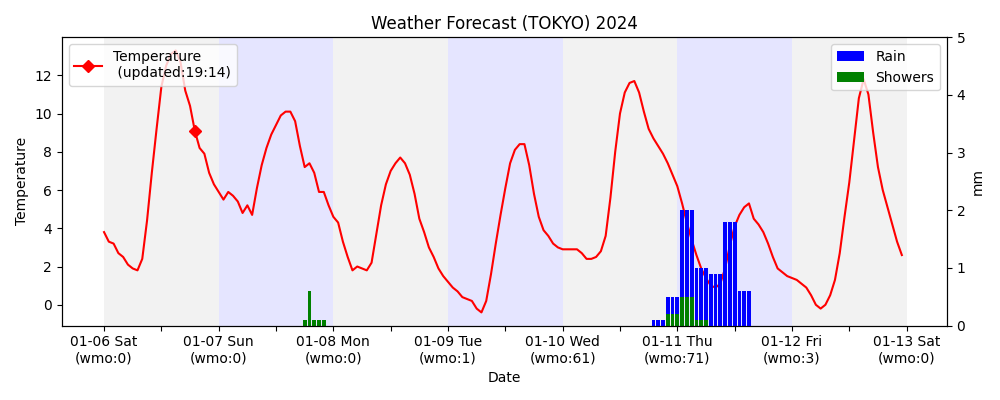 Weather Forecast (TOKYO) 2024
Temperature
(updated:19:14)
Rain
Showers
Temperature
12
10
8
6
4
2
0
5
4
3
2
1
0
mm
01-06 Sat
(wmo:0)
01-07 Sun
(wmo:0)
01-08 Mon
(wmo:0)
01-09 Tue
(wmo:1)
01-10 Wed
(wmo:61)
01-11 Thu
(wmo:71)
01-12 Fri
(wmo:3)
01-13 Sat
(wmo:0)
Date